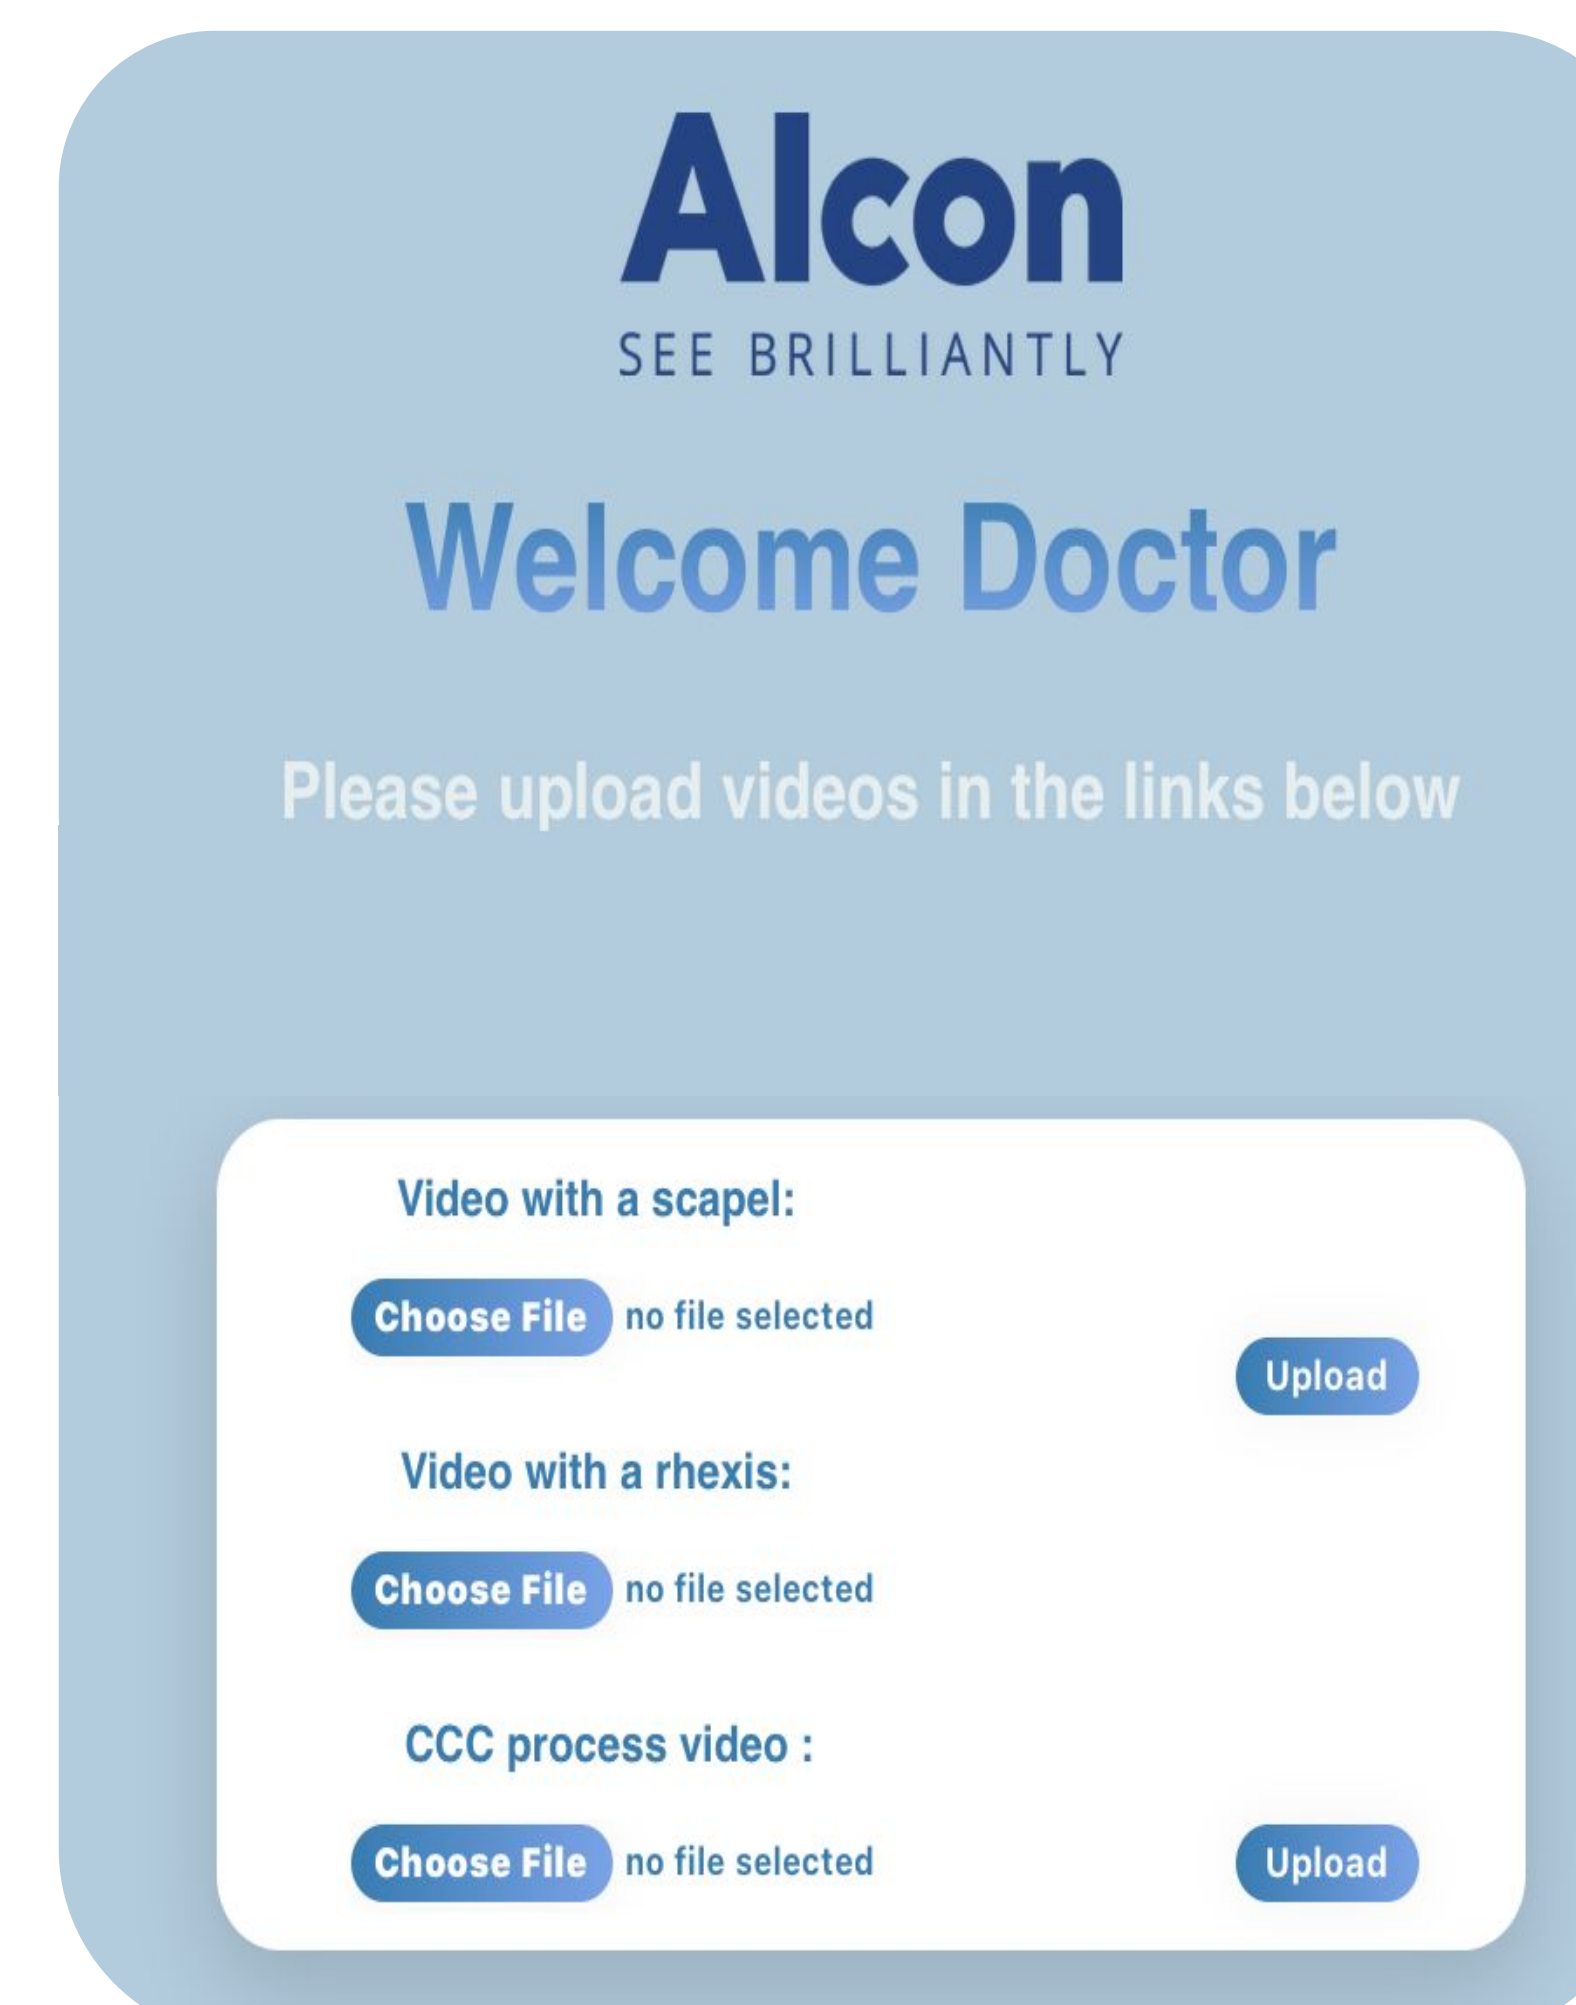 Alcon
SEE BRILLIANTLY
Welcome Doctor
Please upload videos in the links below
Video with a scapel:
Choose File no file selected
Upload
Video with a rhexis:
Choose File no file selected
CCC process video :
Choose File no file selected
Upload